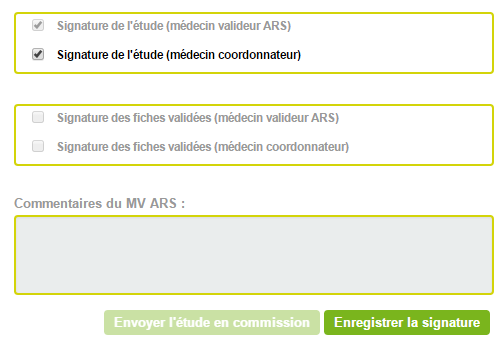 Signature de l'étude (médecin valideur ARS)
Signature de l'étude (médecin coordonnateur)
Signature des fiches validées (médecin valideur ARS)
Signature des fiches validées (médecin coordonnateur)
Commentaires du MV ARS :
Envoyer l'étude en commission
Enregistrer la signature